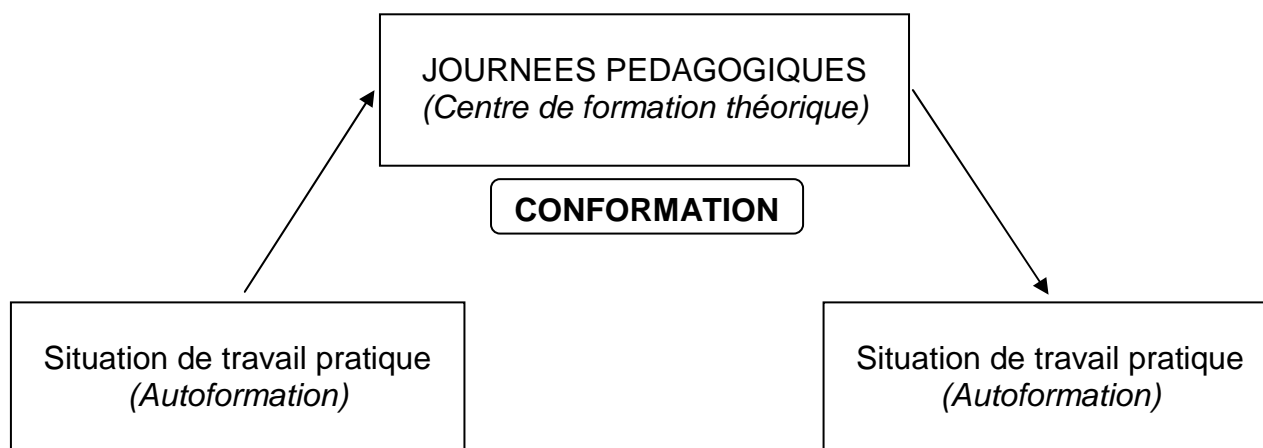 JOURNEES PEDAGOGIQUES
(Centre de formation théorique)
CONFORMATION
Situation de travail pratique
(Autoformation)
Situation de travail pratique
(Autoformation)